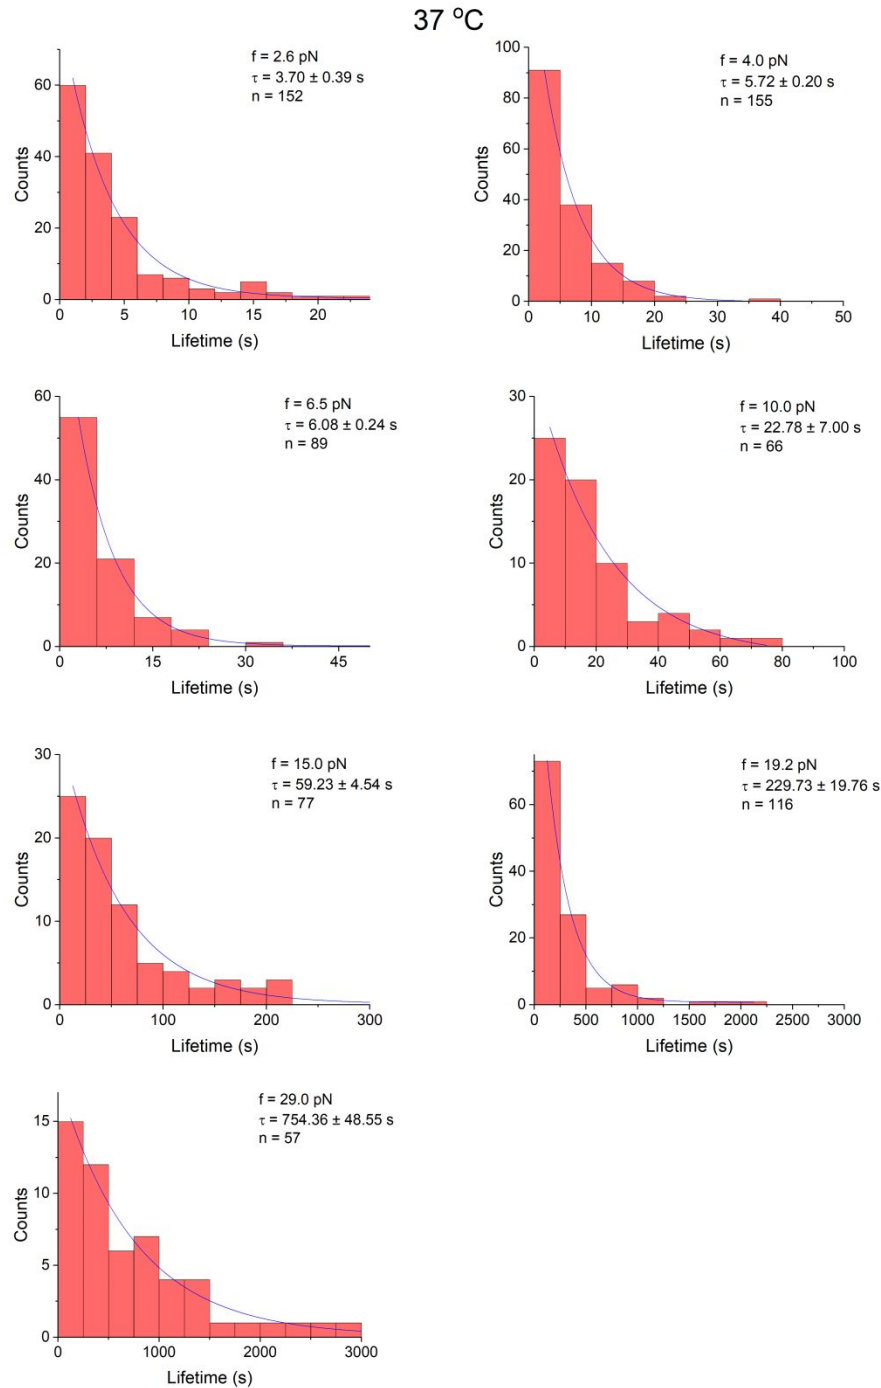 37 °C
f = 2.6 pN
τ = 3.70 ± 0.39 s
n = 152
Counts
60
40
20
0
0 5 10 15 20
Lifetime (s)
f = 4.0 pN
τ = 5.72 ± 0.20 s
n = 155
Counts
100
80
60
40
20
0
0 10 20 30 40 50
Lifetime (s)
f = 6.5 pN
τ = 6.08 ± 0.24 s
n = 89
Counts
60
40
20
0
0 15 30 45
Lifetime (s)
f = 10.0 pN
τ = 22.78 ± 7.00 s
n = 66
Counts
30
20
10
0
0 20 40 60 80 100
Lifetime (s)
f = 15.0 pN
τ = 59.23 ± 4.54 s
n = 77
Counts
30
20
10
0
0 100 200 300
Lifetime (s)
f = 19.2 pN
τ = 229.73 ± 19.76 s
n = 116
Counts
60
40
20
0
0 500 1000 1500 2000 2500 3000
Lifetime (s)
f = 29.0 pN
τ = 754.36 ± 48.55 s
n = 57
Counts
15
10
5
0
0 1000 2000 3000
Lifetime (s)